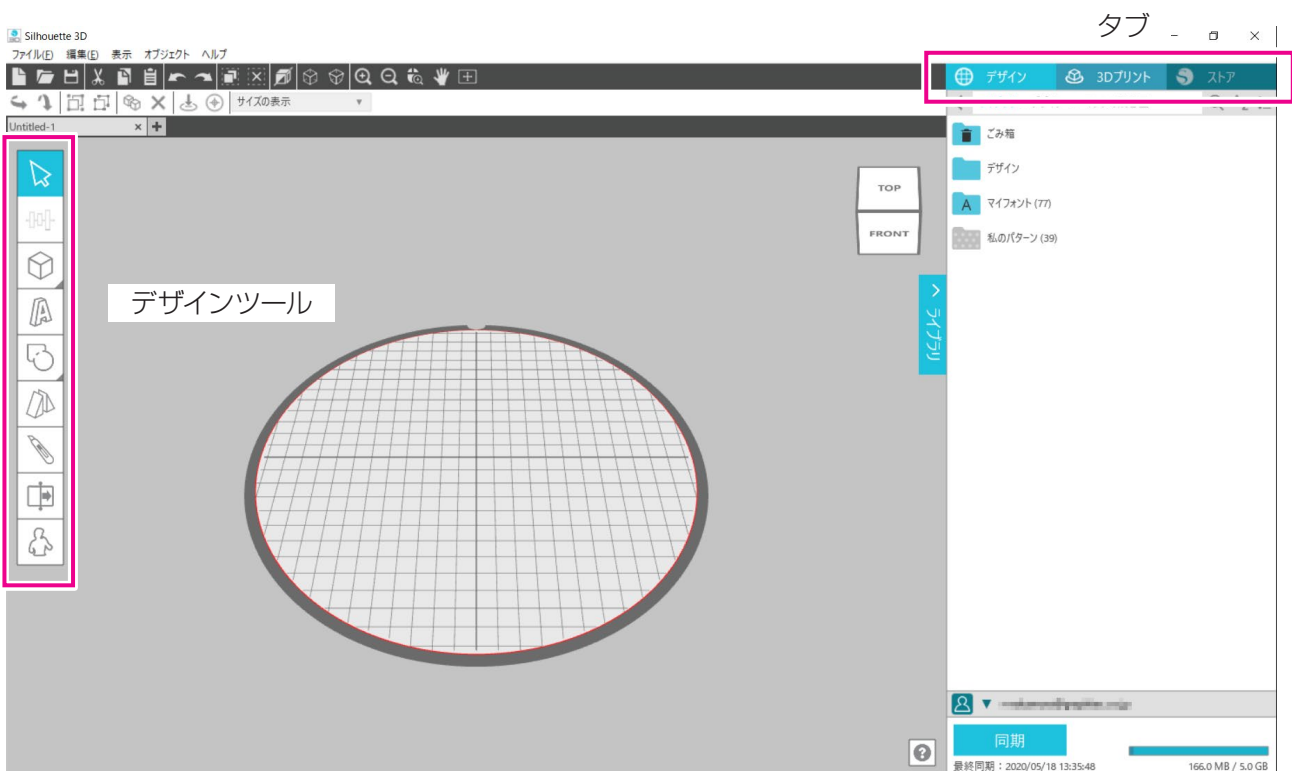 タブ
Silhouette 3D
ファイル(F) 編集(E) 表示 オブジェクト ヘルプ
デザイン 3Dプリント ストア
サイズの表示
Untitled-1
ごみ箱
デザイン
マイフォント (77)
私のパターン (39)
TOP
FRONT
デザインツール
ライブラリ
同期
最終同期：2020/05/18 13:35:48
166.0 MB / 5.0 GB